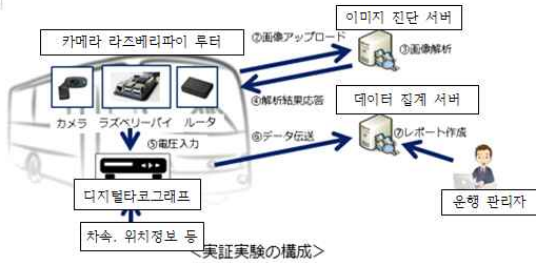 이미지 진단 서버
카메라 라즈베리파이 루터
②画像アップロード
③画像解析
④解析結果応答
カメラ ラズベリーパイ ルータ
데이터 집계 서버
⑤電圧入力
⑥データ伝送
⑦レポート作成
디지털타코그래프
운행 관리자
차속. 위치정보 등
<実証実験の構成>